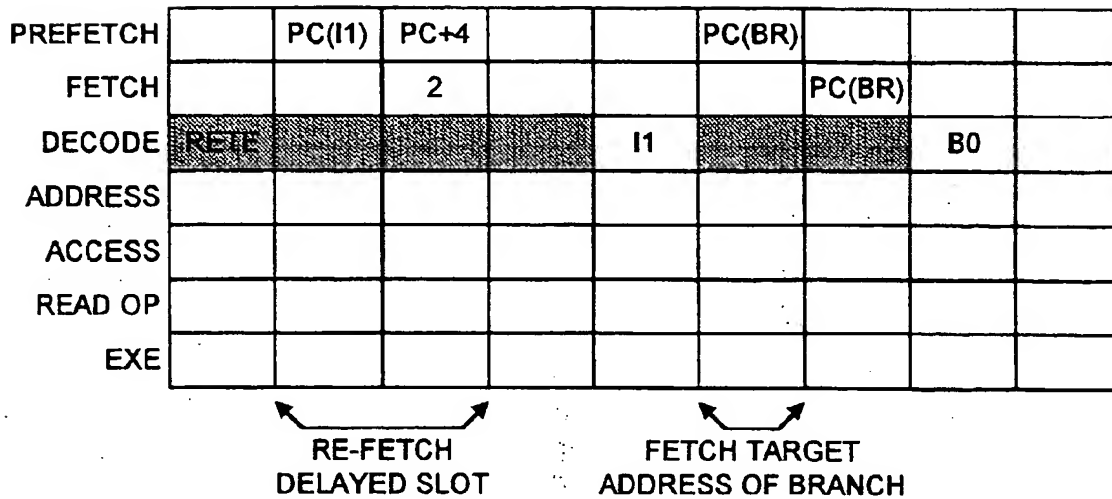 PREFETCH PC(I1) PC+4 PC(BR)
FETCH 2 PC(BR)
DECODE RETE I1 B0
ADDRESS
ACCESS
READ OP
EXE
RE-FETCH DELAYED SLOT
FETCH TARGET ADDRESS OF BRANCH